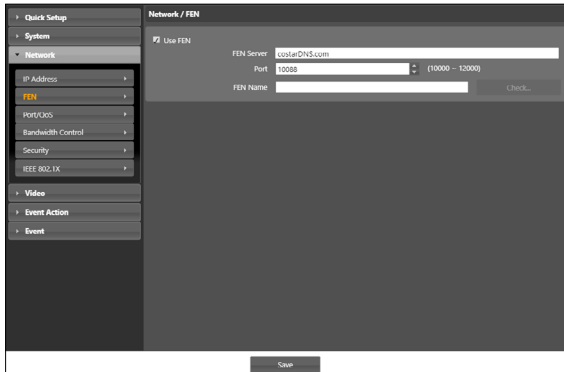 Quick Setup
System
Network
IP Address
FEN
Port/QoS
Bandwidth Control
Security
IEEE 802.1X
Video
Event Action
Event
Network / FEN
Use FEN
FEN Server costarDNS.com
Port 10088 (10000 -- 12000)
FEN Name Check...
Save